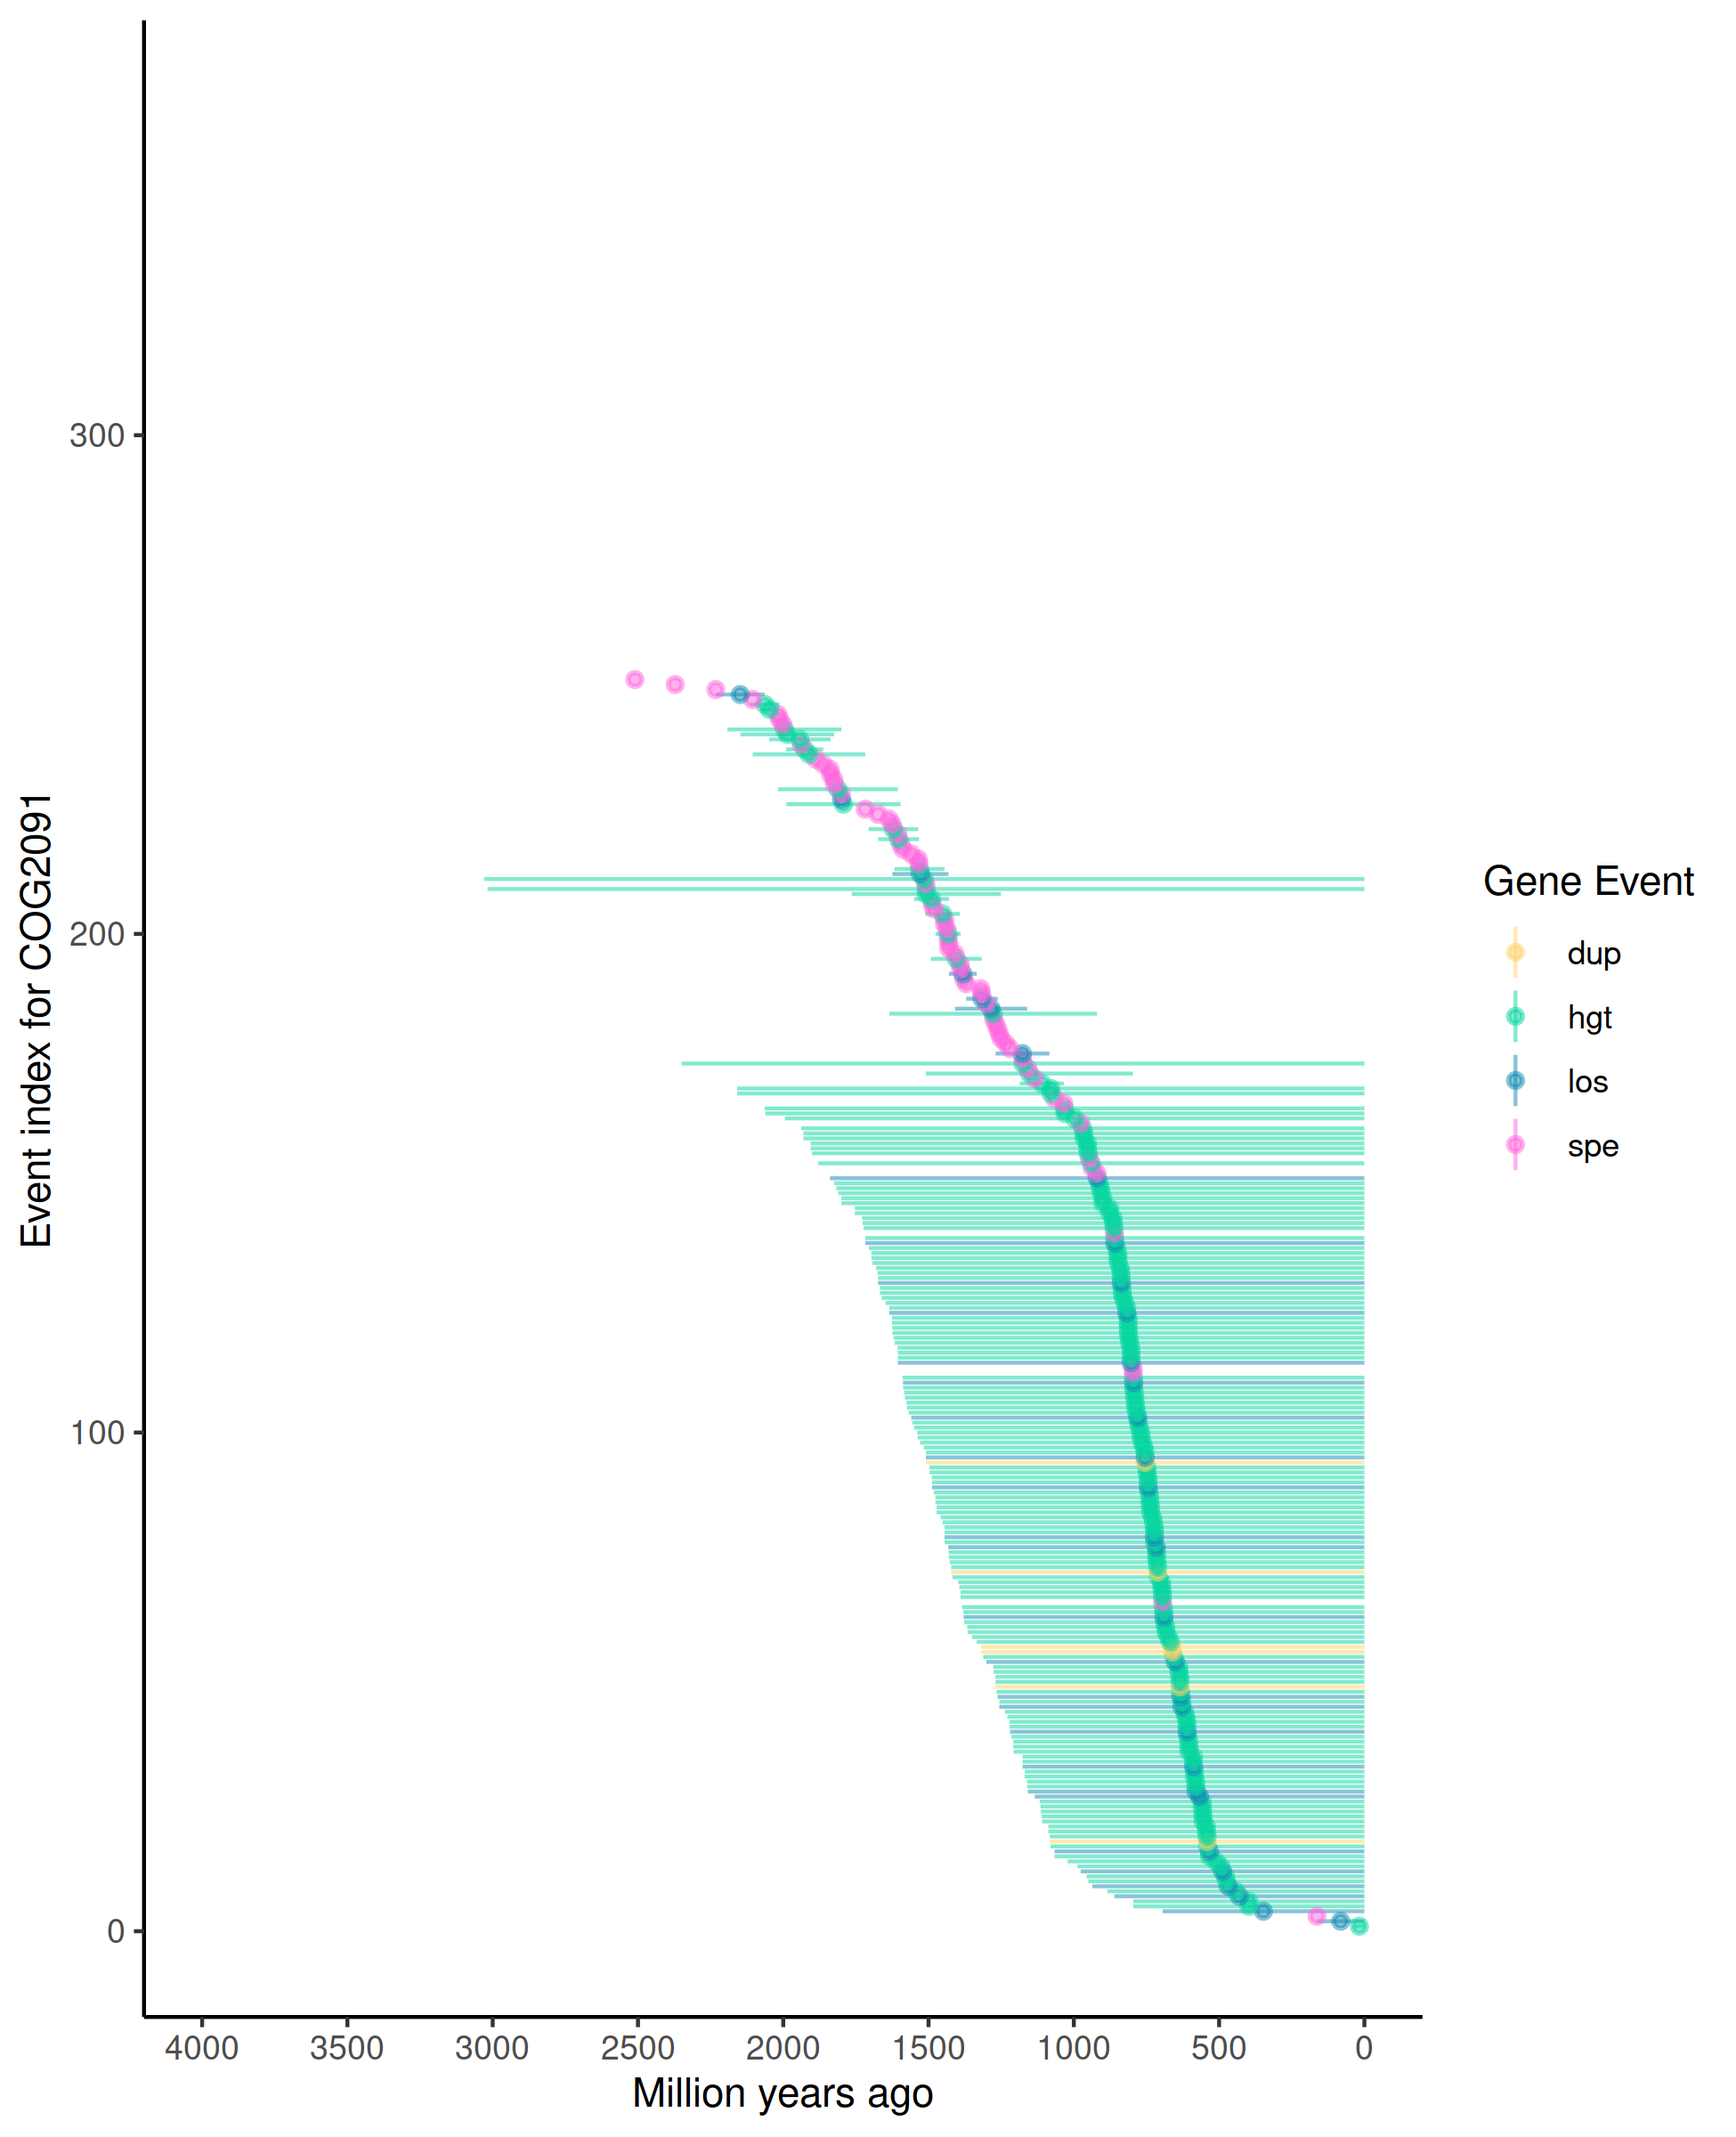 Event index for COG2091
300
200
100
0
4000 3500 3000 2500 2000 1500 1000 500 0
Million years ago
Gene Event
dup
hgt
los
spe